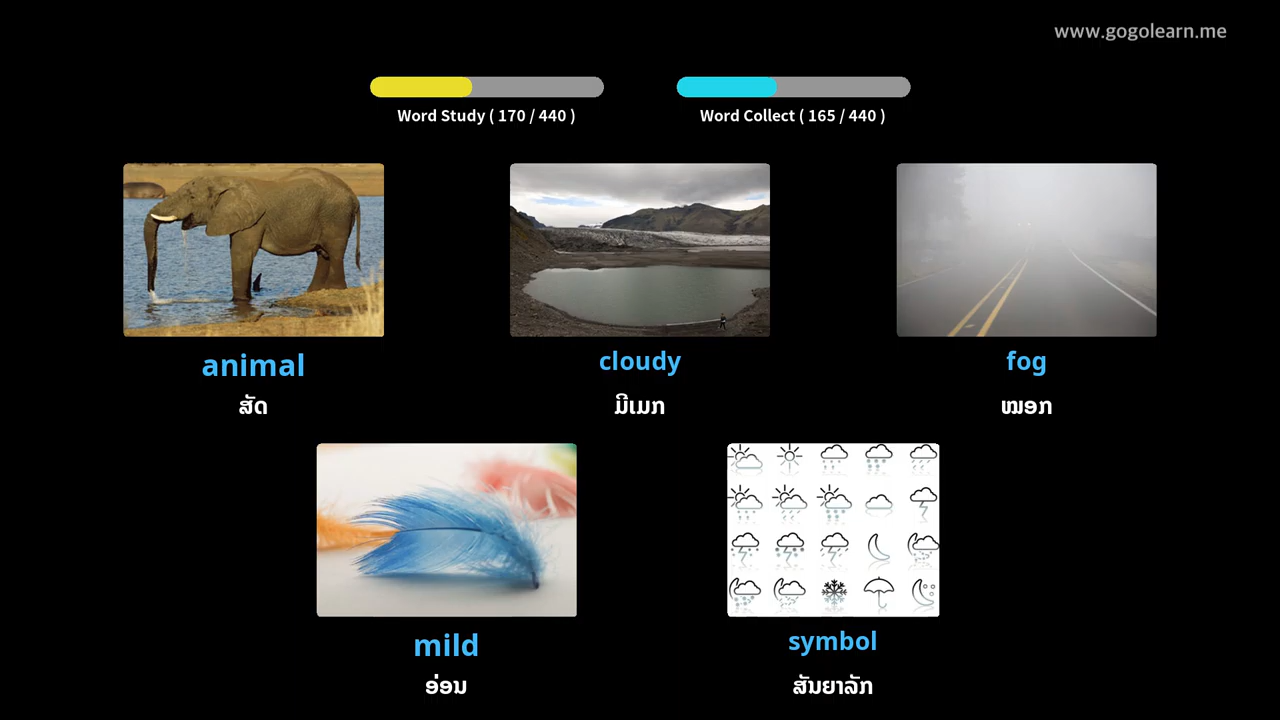 www.gogolearn.me
Word Study ( 170 / 440 )
Word Collect ( 165 / 440 )
animal
cloudy
fog
ສັດ
ມີເມກ
ໝອກ
mild
symbol
ອ່ອນ
ສັນຍາລັກ